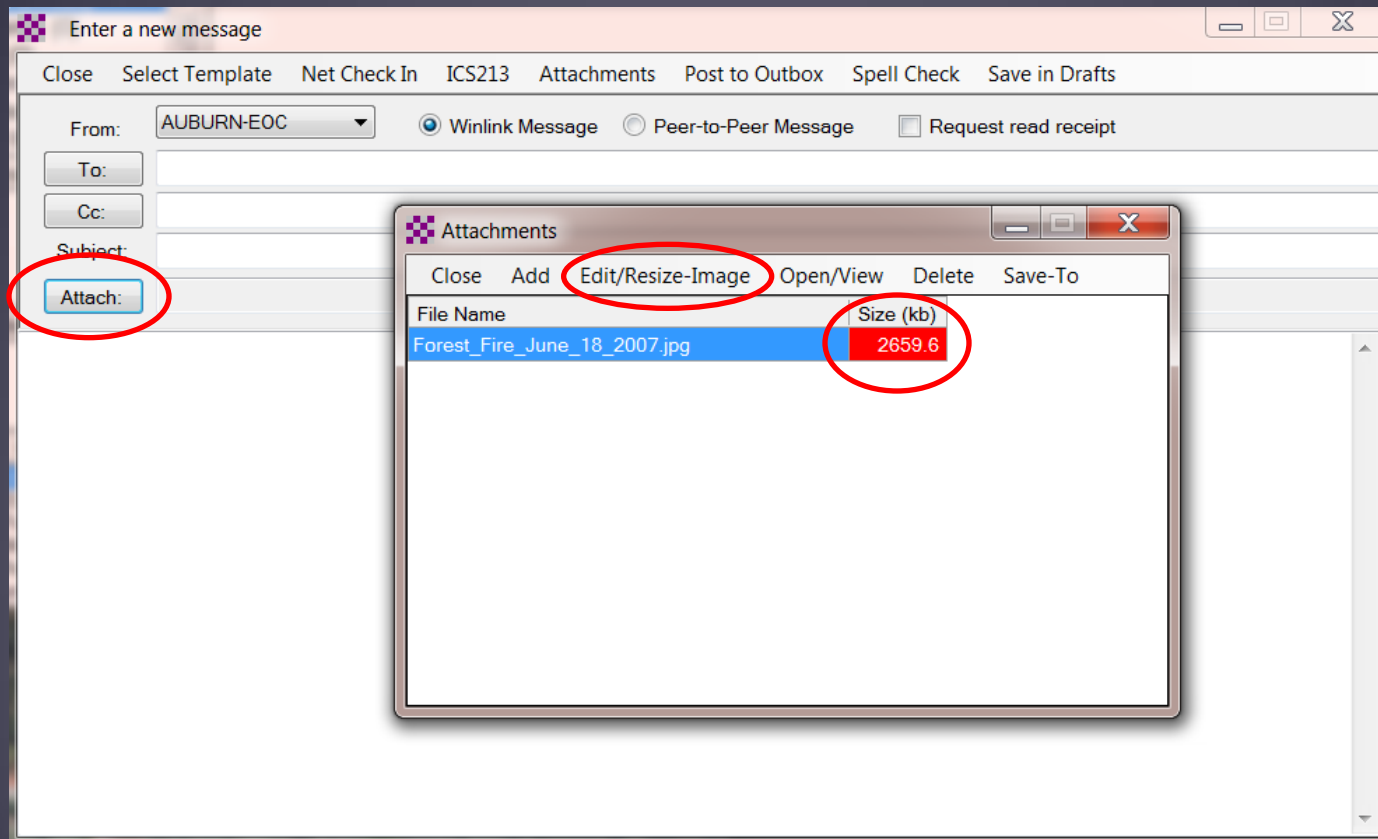 Enter a new message
Close Select Template Net Check In ICS213 Attachments Post to Outbox Spell Check Save in Drafts
From: AUBURN-EOC Winlink Message Peer-to-Peer Message Request read receipt
To:
Cc:
Subject:
Attach:
Attachments
Close Add Edit/Resize-Image Open/View Delete Save-To
File Name Size (kb)
Forest_Fire_June_18_2007.jpg 2659.6